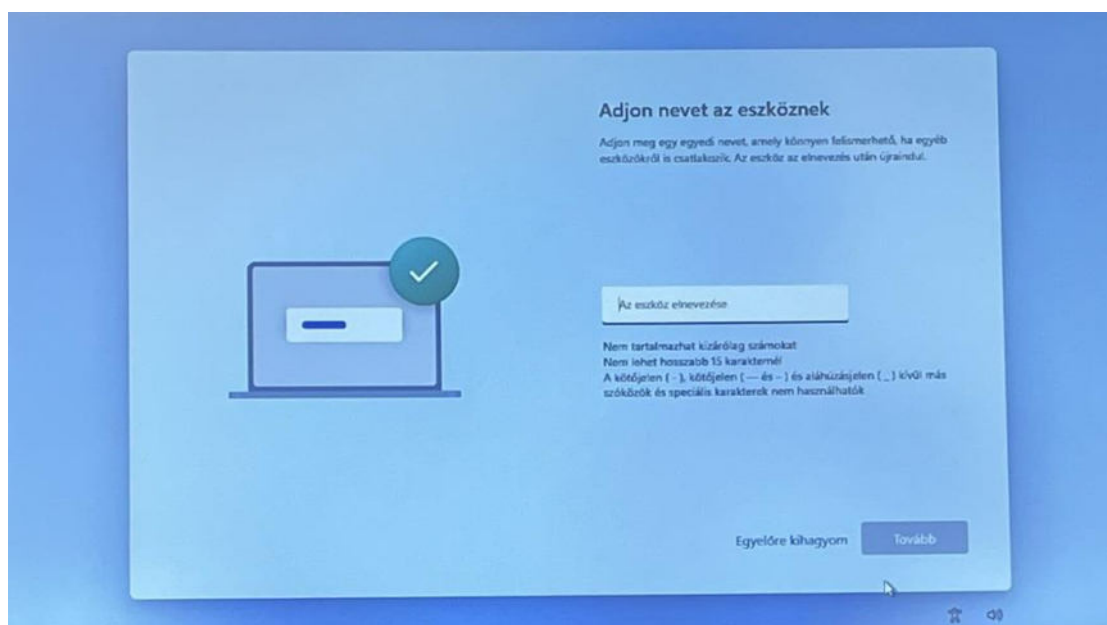 Adjon nevet az eszköznek
Adjon meg egy egyedi nevet, amely könnyen felismerhető, ha egyéb
eszközökről is csatlakozik. Az eszköz az elnevezés után újraindul.
Az eszköz elnevezése
Nem tartalmazhat kizárólag számokat
Nem lehet hosszabb 15 karakternél
A kötőjelen ( - ), kötőjelen ( — és – ) és aláhúzásjelen ( _ ) kívül más
szóközök és speciális karakterek nem használhatók
Egyelőre kihagyom
Tovább